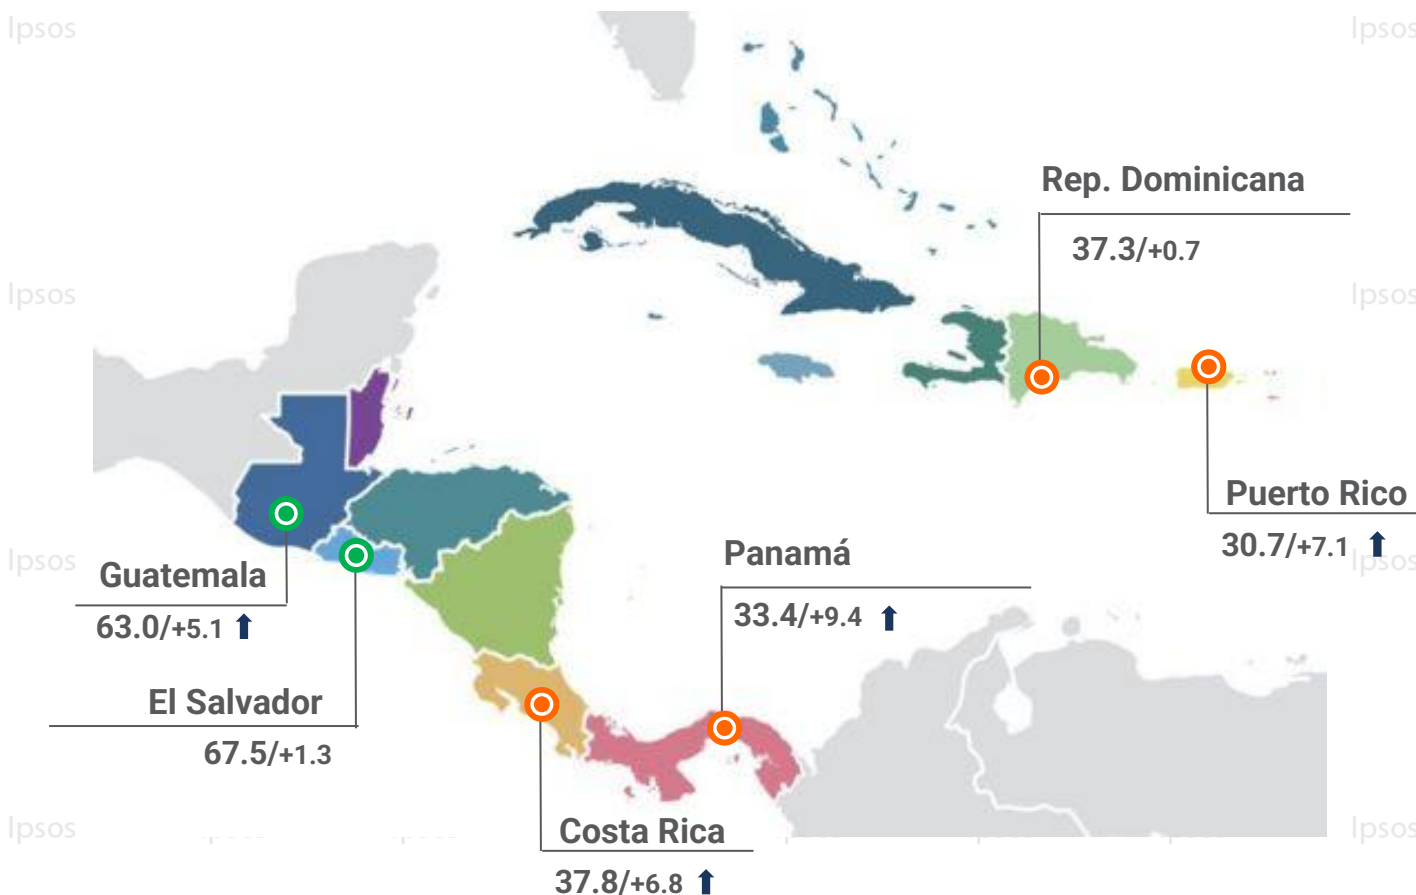 Ipsos
Ipsos
Rep. Dominicana
37.3/+0.7
Ipsos
Ipsos
Puerto Rico
30.7/+7.1
Panamá
33.4/+9.4
Ipsos
Ipsos
Guatemala
63.0/+5.1
El Salvador
67.5/+1.3
Costa Rica
37.8/+6.8
Ipsos
Ipsos